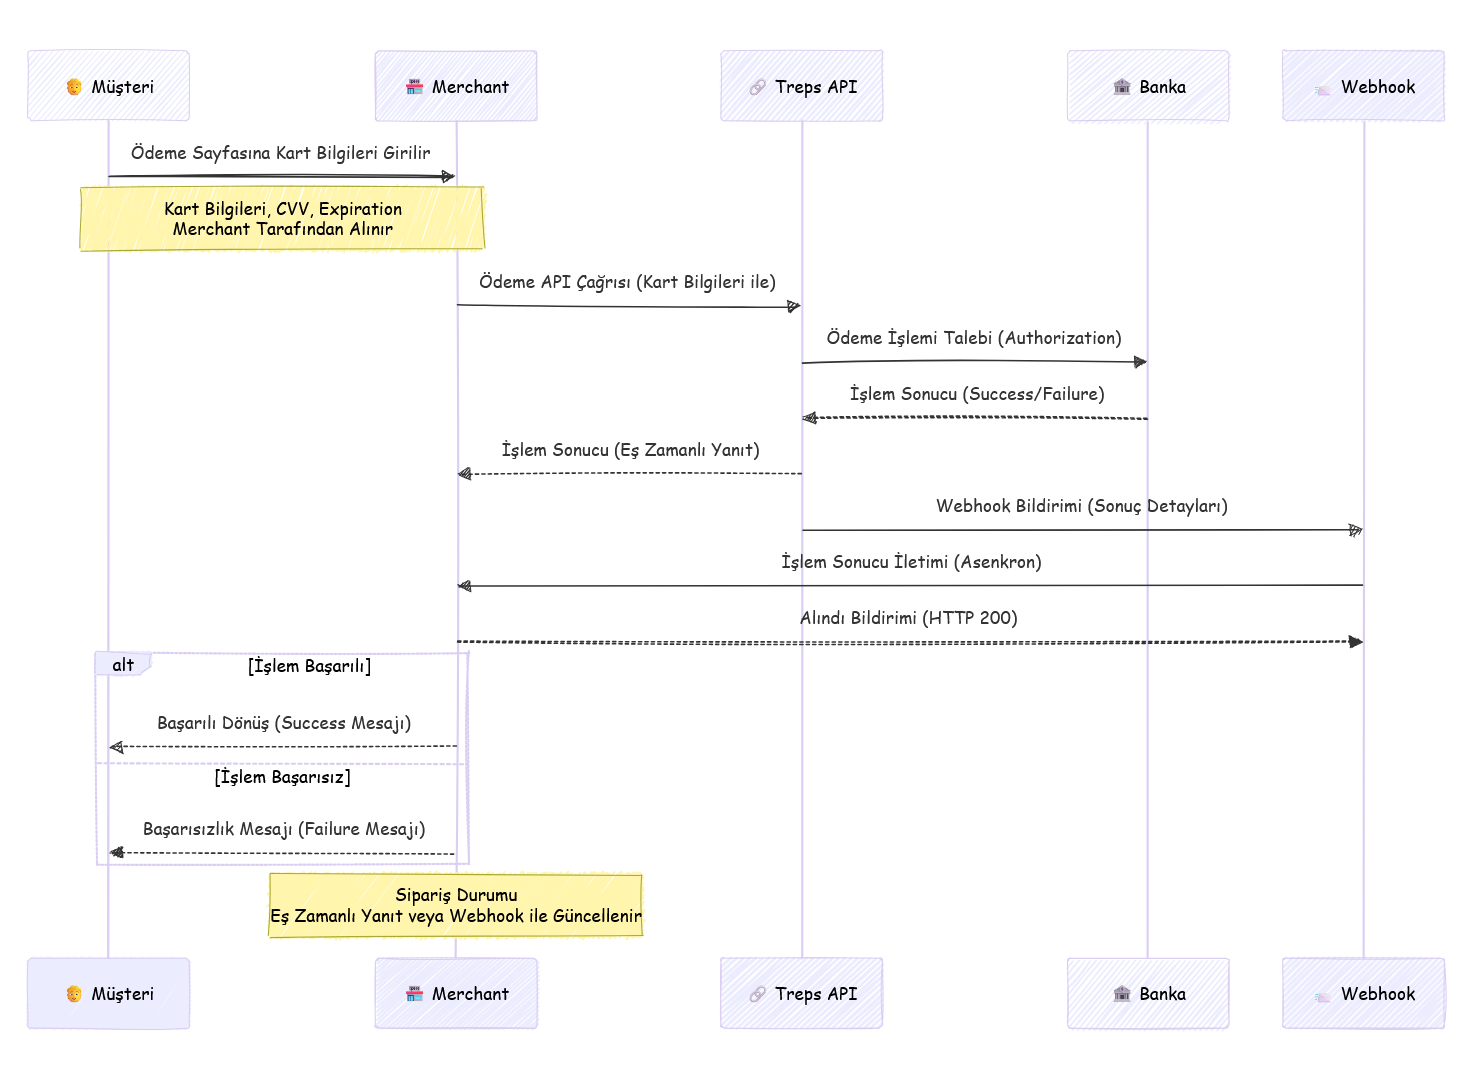 Müşteri
Merchant
Treps API
Banka
Webhook
Ödeme Sayfasına Kart Bilgileri Girilir
Kart Bilgileri, CVV, Expiration
Merchant Tarafından Alınır
Ödeme API Çağrısı (Kart Bilgileri ile)
Ödeme İşlemi Talebi (Authorization)
İşlem Sonucu (Success/Failure)
İşlem Sonucu (Eş Zamanlı Yanıt)
Webhook Bildirimi (Sonuç Detayları)
İşlem Sonucu İletimi (Asenkron)
Alındı Bildirimi (HTTP 200)
alt
[İşlem Başarılı]
Başarılı Dönüş (Success Mesajı)
[İşlem Başarısız]
Başarısızlık Mesajı (Failure Mesajı)
Sipariş Durumu
Eş Zamanlı Yanıt veya Webhook ile Güncellenir
Müşteri
Merchant
Treps API
Banka
Webhook